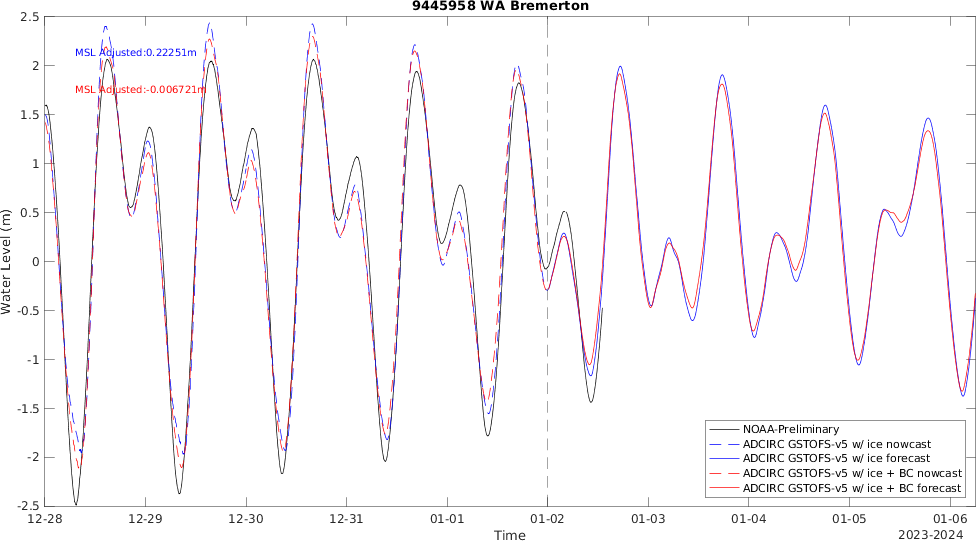 9445958 WA Bremerton
2.5
2
1.5
1
0.5
0
-0.5
-1
-1.5
-2
-2.5
Water Level (m)
MSL Adjusted:0.22251m
MSL Adjusted:-0.006721m
NOAA-Preliminary
ADCIRC GSTOFS-v5 w/ ice nowcast
ADCIRC GSTOFS-v5 w/ ice forecast
ADCIRC GSTOFS-v5 w/ ice + BC nowcast
ADCIRC GSTOFS-v5 w/ ice + BC forecast
12-28 12-29 12-30 12-31 01-01 01-02 01-03 01-04 01-05 01-06
Time
2023-2024